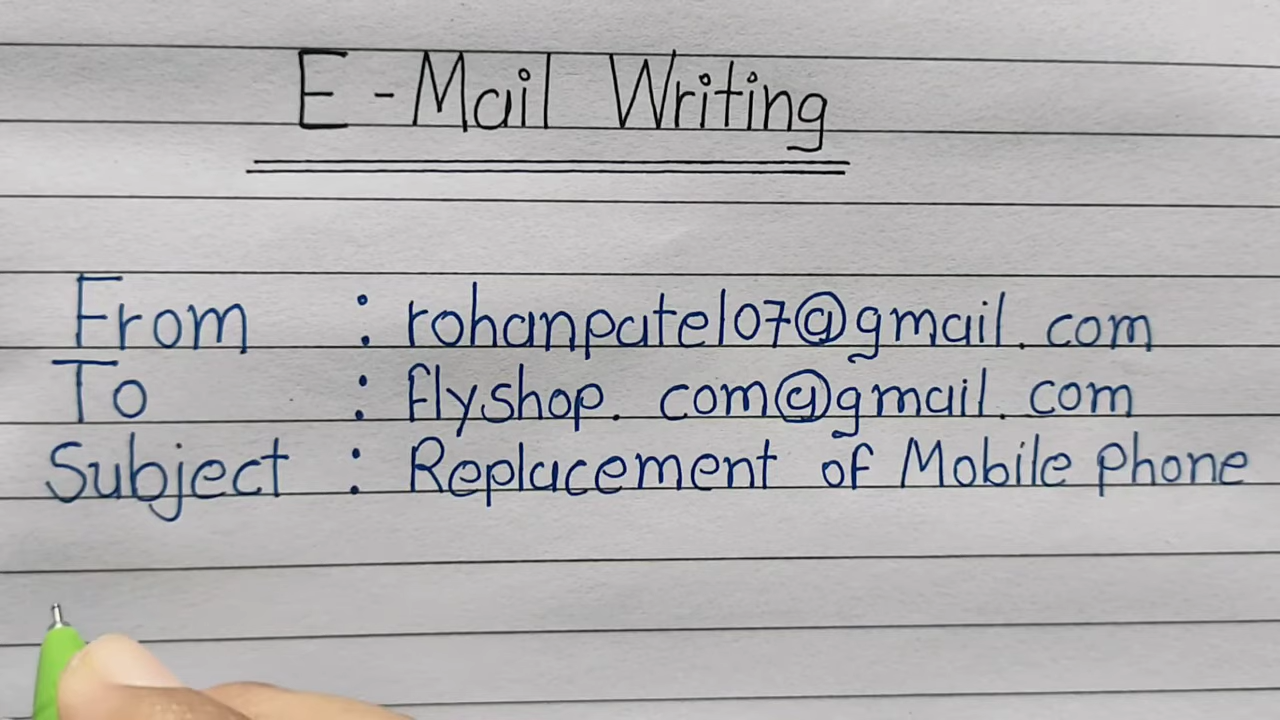 E-Mail Writing
From : rohanpatel07@gmail.com
To : flyshop.com@gmail.com
Subject : Replacement of Mobile phone